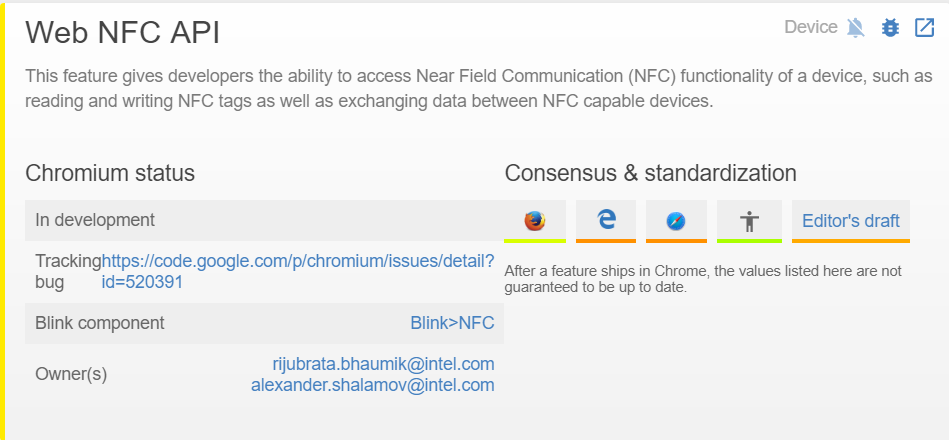 Web NFC API
Device
This feature gives developers the ability to access Near Field Communication (NFC) functionality of a device, such as
reading and writing NFC tags as well as exchanging data between NFC capable devices.
Chromium status
In development
Tracking https://code.google.com/p/chromium/issues/detail?
bug id=520391
Blink component Blink>NFC
Owner(s) rijubrata.bhaumik@intel.com
alexander.shalamov@intel.com
Consensus & standardization
Editor's draft
After a feature ships in Chrome, the values listed here are not
guaranteed to be up to date.